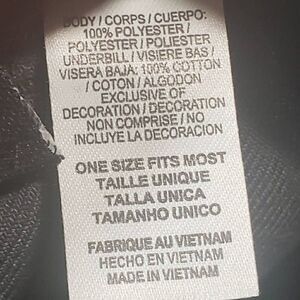 BODY / CORPS / CUERPO:
100% POLYESTER /
POLYESTER / POLIESTER
UNDERBILL / VISIERE BAS /
VISERA BAJA: 100% COTTON
/ COTON / ALGODON
EXCLUSIVE OF
DECORATION / DECORATION
NON COMPRISE / NO
INCLUYE LA DECORACION
ONE SIZE FITS MOST
TAILLE UNIQUE
TALLA UNICA
TAMANHO UNICO
FABRIQUE AU VIETNAM
HECHO EN VIETNAM
MADE IN VIETNAM